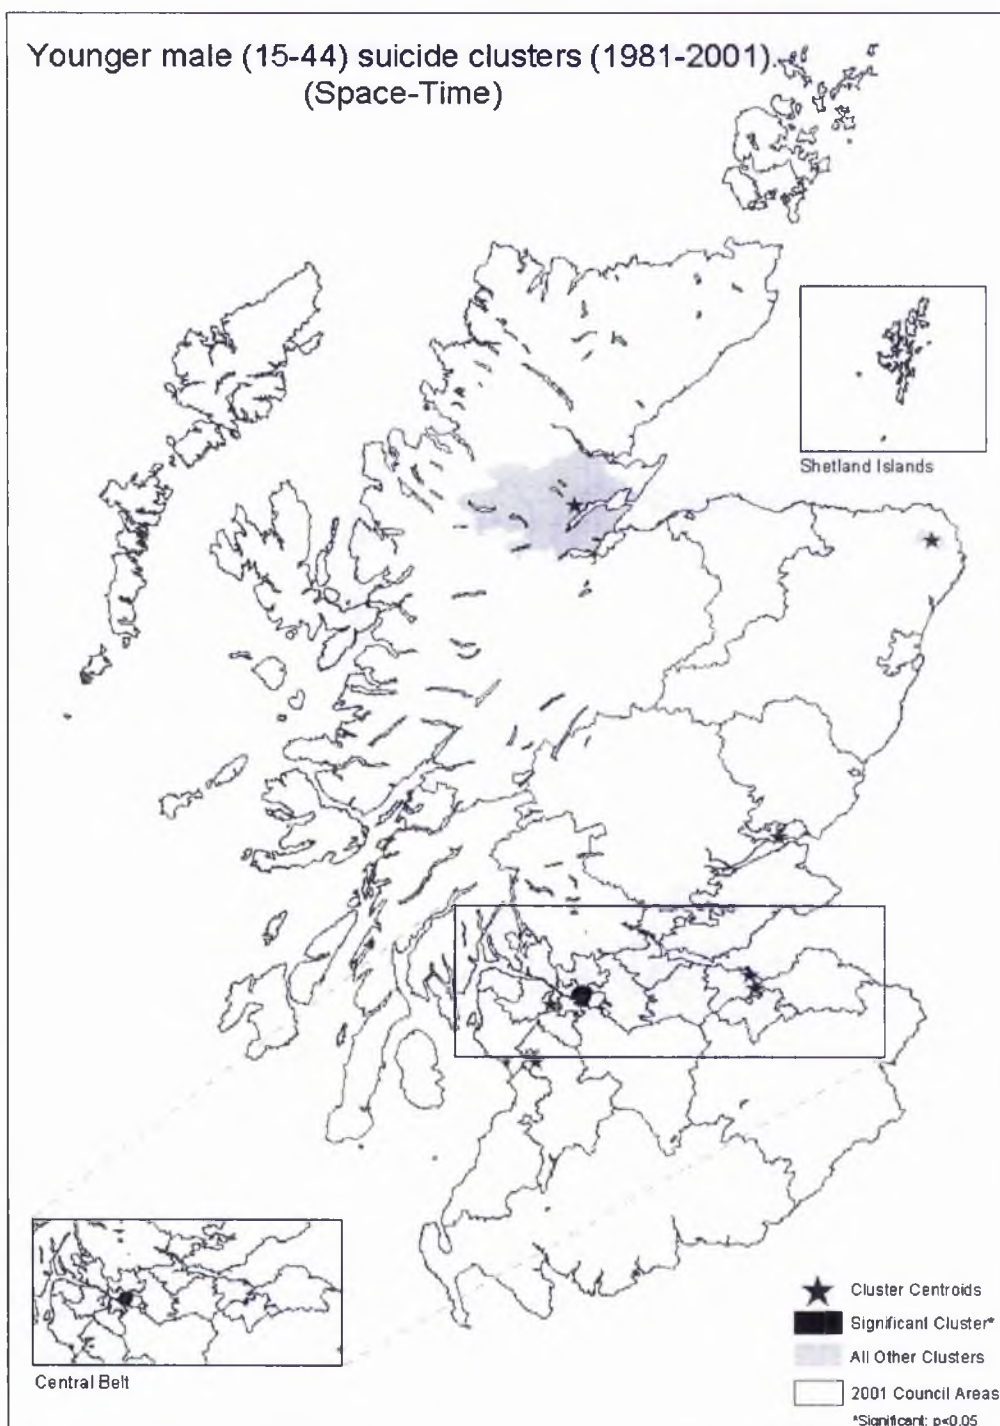 Younger male (15-44) suicide clusters (1981-2001).
(Space-Time)
Shetland Islands
Central Belt
Cluster Centroids
Significant Cluster*
All Other Clusters
2001 Council Areas
*Significant: p<0.05